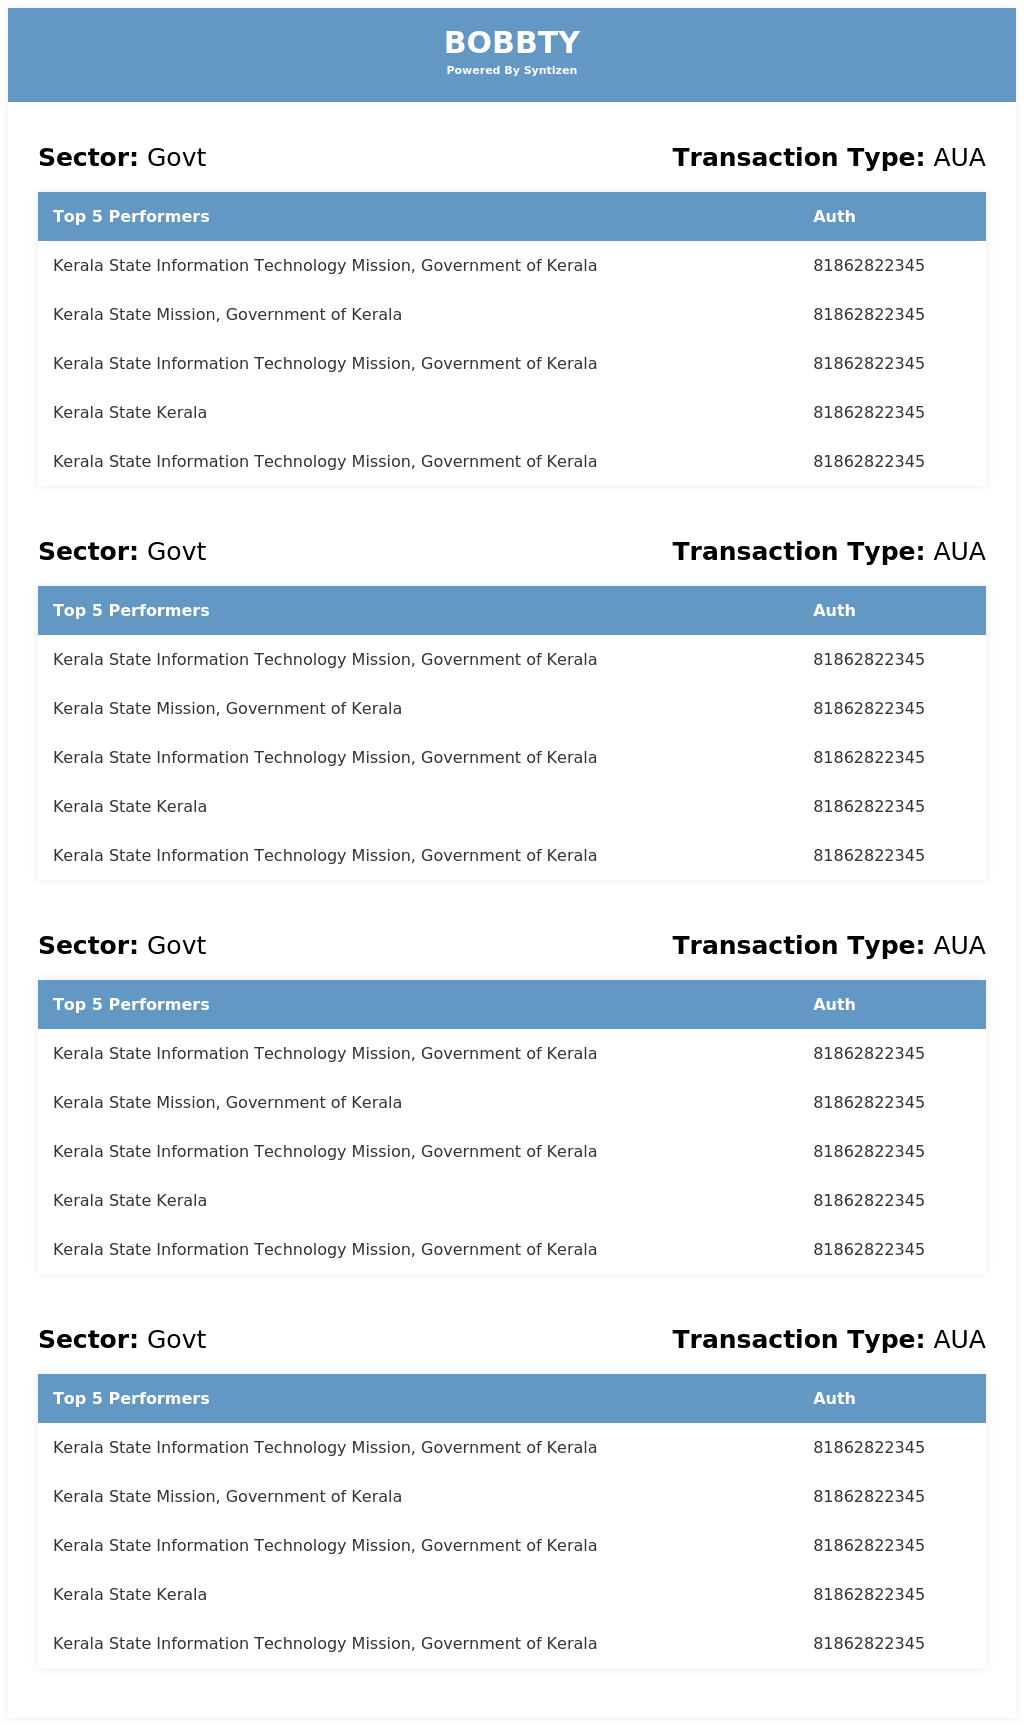 BOBBTY
Powered By Syntizen
Sector: Govt Transaction Type: AUA
Top 5 Performers Auth
Kerala State Information Technology Mission, Government of Kerala 81862822345
Kerala State Mission, Government of Kerala 81862822345
Kerala State Information Technology Mission, Government of Kerala 81862822345
Kerala State Kerala 81862822345
Kerala State Information Technology Mission, Government of Kerala 81862822345
Sector: Govt Transaction Type: AUA
Top 5 Performers Auth
Kerala State Information Technology Mission, Government of Kerala 81862822345
Kerala State Mission, Government of Kerala 81862822345
Kerala State Information Technology Mission, Government of Kerala 81862822345
Kerala State Kerala 81862822345
Kerala State Information Technology Mission, Government of Kerala 81862822345
Sector: Govt Transaction Type: AUA
Top 5 Performers Auth
Kerala State Information Technology Mission, Government of Kerala 81862822345
Kerala State Mission, Government of Kerala 81862822345
Kerala State Information Technology Mission, Government of Kerala 81862822345
Kerala State Kerala 81862822345
Kerala State Information Technology Mission, Government of Kerala 81862822345
Sector: Govt Transaction Type: AUA
Top 5 Performers Auth
Kerala State Information Technology Mission, Government of Kerala 81862822345
Kerala State Mission, Government of Kerala 81862822345
Kerala State Information Technology Mission, Government of Kerala 81862822345
Kerala State Kerala 81862822345
Kerala State Information Technology Mission, Government of Kerala 81862822345